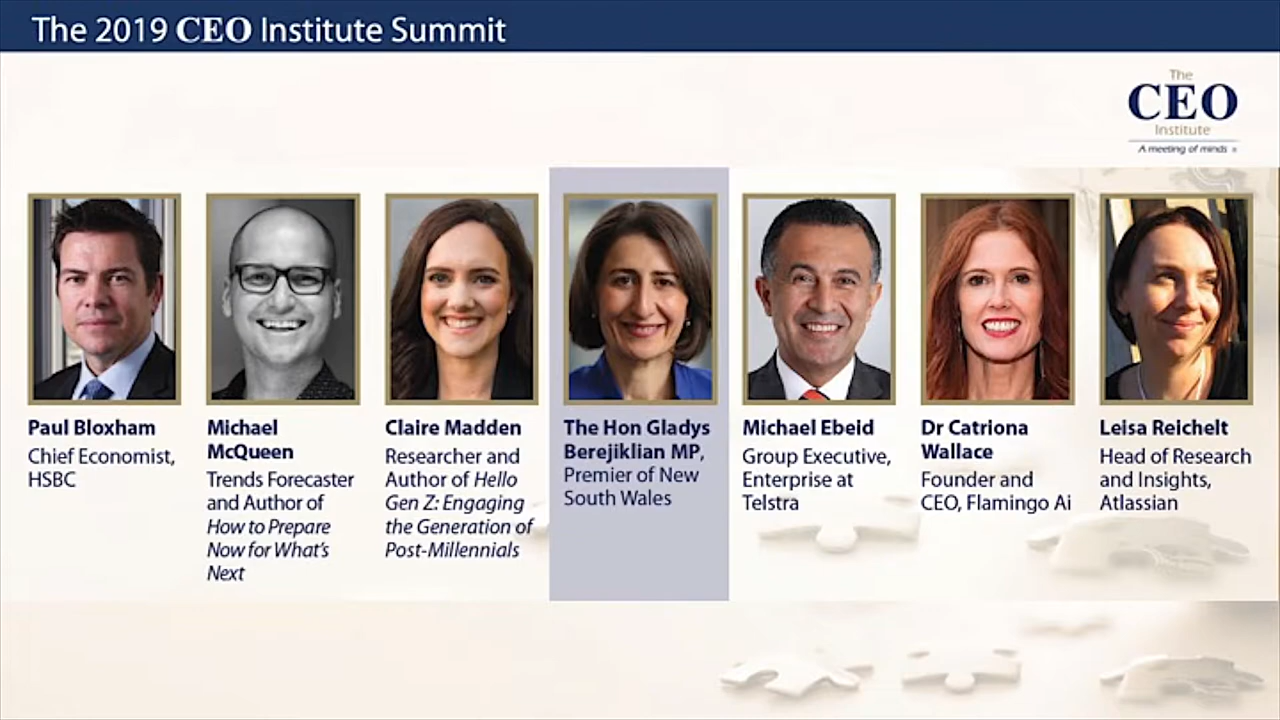 The 2019 CEO Institute Summit
The
CEO
Institute
A meeting of minds
Paul Bloxham
Chief Economist,
HSBC
Michael
McQueen
Trends Forecaster
and Author of
How to Prepare
Now for What's
Next
Claire Madden
Researcher and
Author of Hello
Gen Z: Engaging
the Generation of
Post-Millennials
The Hon Gladys
Berejiklian MP,
Premier of New
South Wales
Michael Ebeid
Group Executive,
Enterprise at
Telstra
Dr Catriona
Wallace
Founder and
CEO, Flamingo Ai
Leisa Reichelt
Head of Research
and Insights,
Atlassian